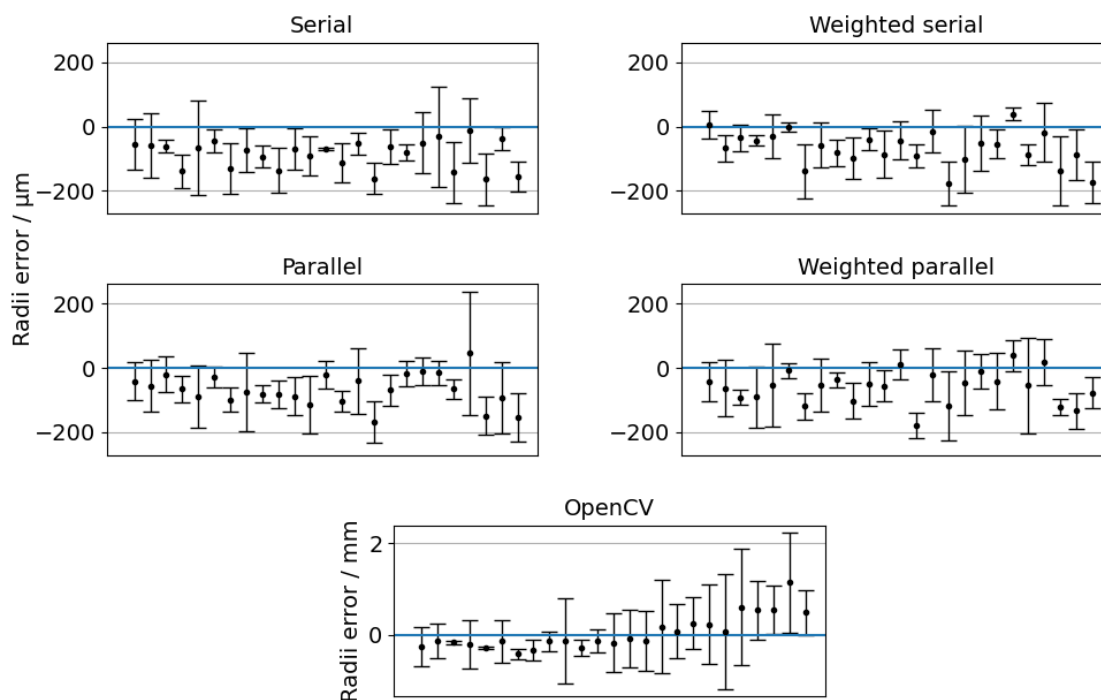 Serial
Weighted serial
200
0
−200
200
0
−200
Radii error / μm
Parallel
Weighted parallel
200
0
−200
200
0
−200
OpenCV
Radii error / mm
2
0